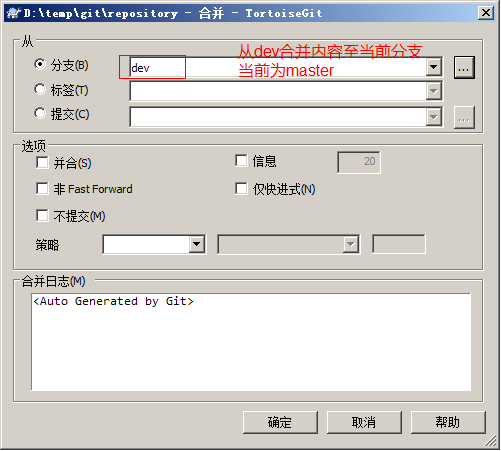 D:\temp\git\repository - 合并 - TortoiseGit
从
分支(B)
dev
从dev合并内容至当前分支
当前为master
...
标签(T)
提交(C)
...
选项
并合(S)
信息
20
非 Fast Forward
仅快进式(N)
不提交(M)
策略
合并日志(M)
<Auto Generated by Git>
确定
取消
帮助